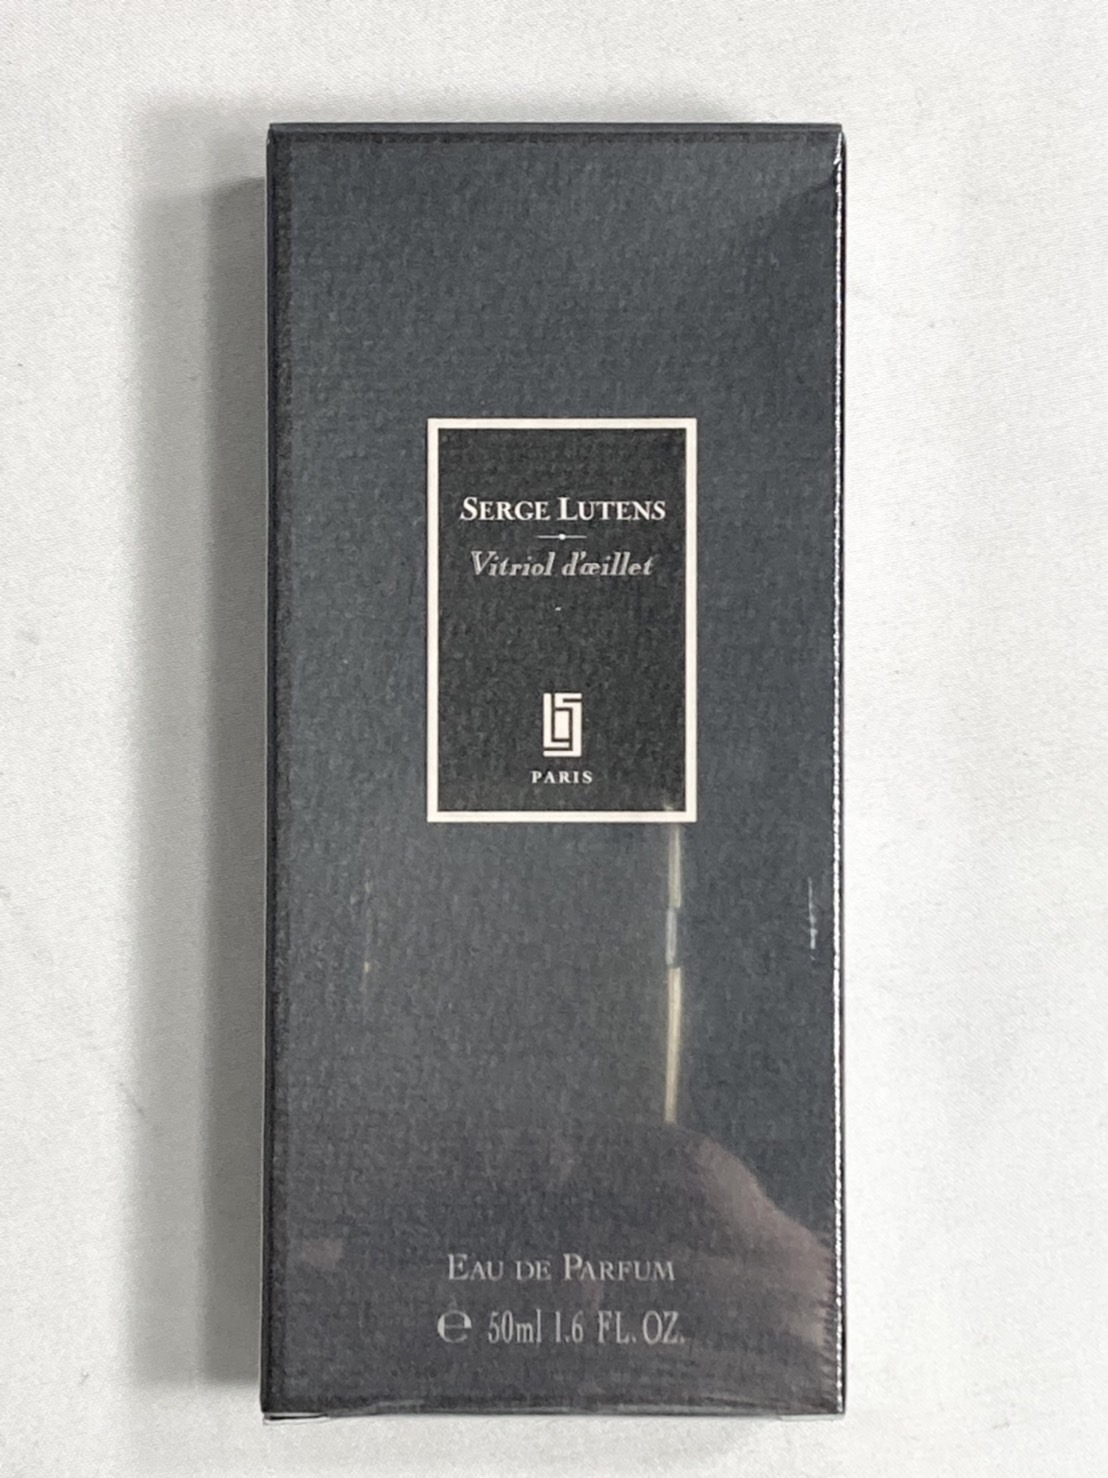 SERGE LUTENS
Vitriol d'œillet
PARIS
EAU DE PARFUM
℮ 50ml 1.6 FL. OZ.